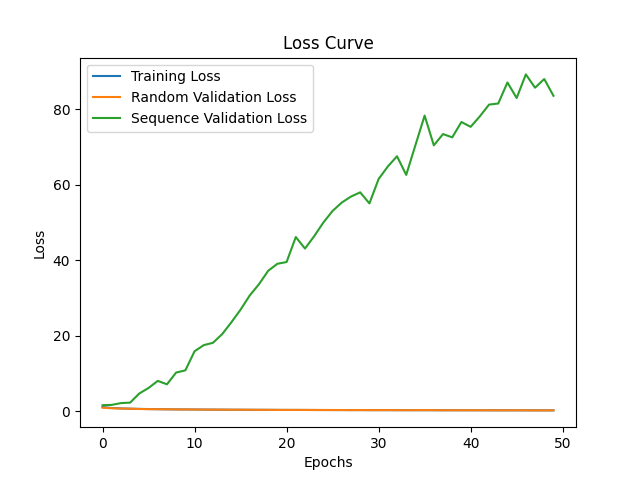 Loss Curve
Training Loss
Random Validation Loss
Sequence Validation Loss
Loss
80
60
40
20
0
0 10 20 30 40 50
Epochs